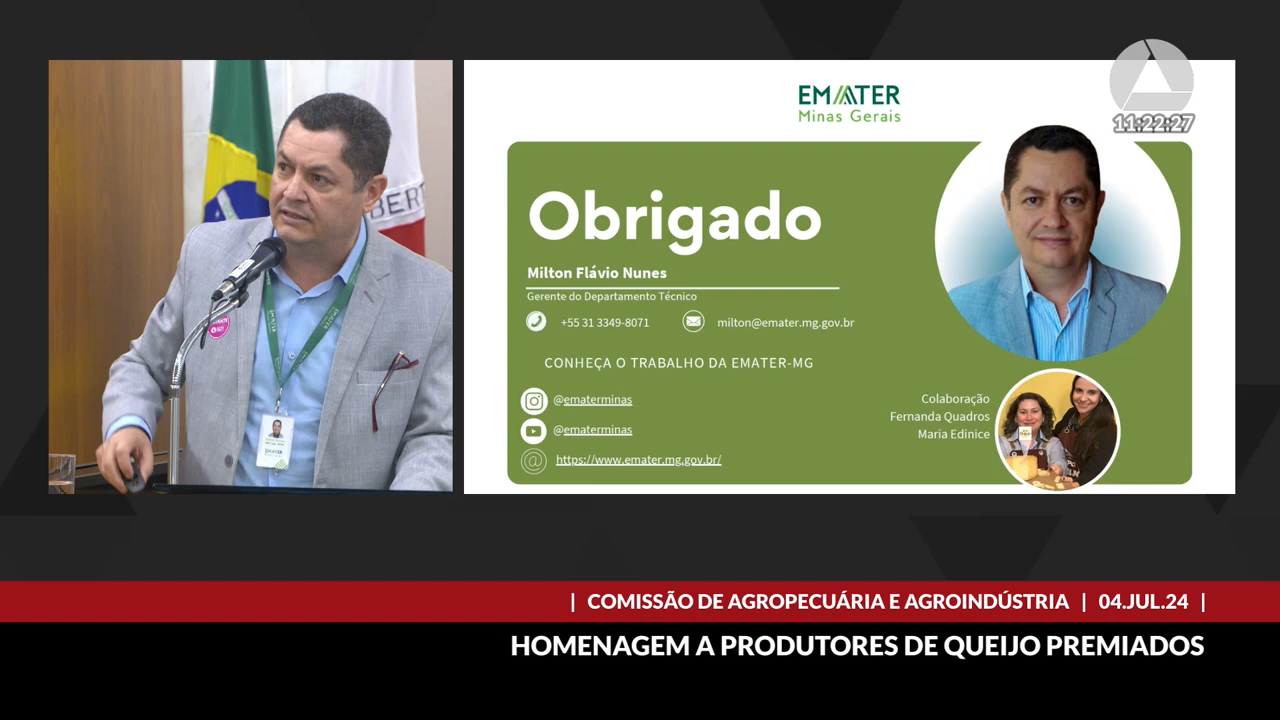 EMATER
Minas Gerais
11:22:27
BERT
Obrigado
Milton Flávio Nunes
Gerente do Departamento Técnico
+55 31 3349-8071
milton@emater.mg.gov.br
CONHEÇA O TRABALHO DA EMATER-MG
@ematerminas
@ematerminas
https://www.emater.mg.gov.br/
Colaboração
Fernanda Quadros
Maria Edinice
EMATER
| COMISSÃO DE AGROPECUÁRIA E AGROINDÚSTRIA | 04.JUL.24 |
HOMENAGEM A PRODUTORES DE QUEIJO PREMIADOS